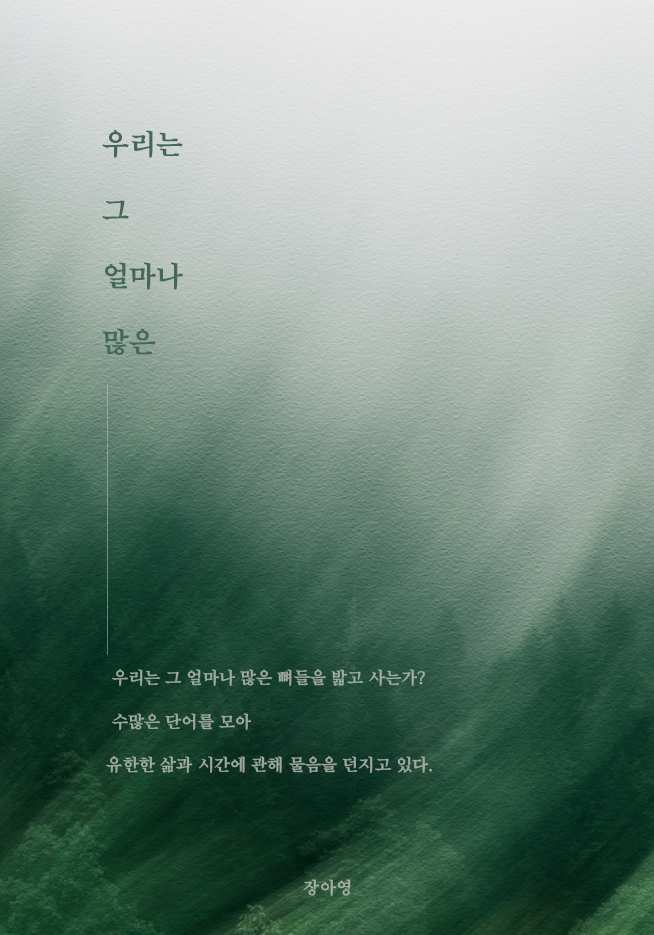 우리는
그
얼마나
많은
우리는 그 얼마나 많은 뼈들을 밟고 사는가?
수많은 단어를 모아
유한한 삶과 시간에 관해 물음을 던지고 있다.
장아영